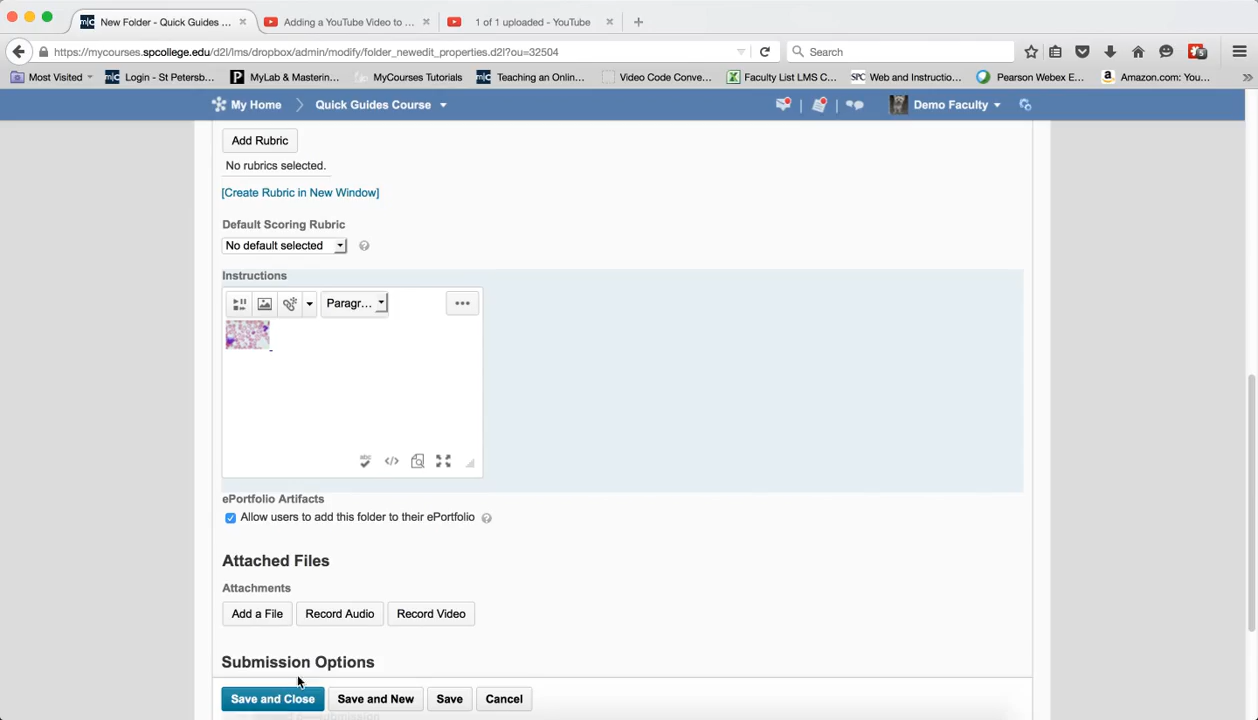 New Folder - Quick Guides ...
Adding a YouTube Video to ...
1 of 1 uploaded - YouTube
https://mycourses.spcollege.edu/d2l/lms/dropbox/admin/modify/folder_newedit_properties.d2l?ou=32504
Search
5
Most Visited
Login - St Petersb...
MyLab & Masterin...
MyCourses Tutorials
Teaching an Onlin...
Video Code Conve...
Faculty List LMS C...
Web and Instructio...
Pearson Webex E...
Amazon.com: You...
My Home
Quick Guides Course
Demo Faculty
Add Rubric
No rubrics selected.
[Create Rubric in New Window]
Default Scoring Rubric
No default selected
Instructions
Paragr...
ePortfolio Artifacts
Allow users to add this folder to their ePortfolio
Attached Files
Attachments
Add a File
Record Audio
Record Video
Submission Options
Save and Close
Save and New
Save
Cancel